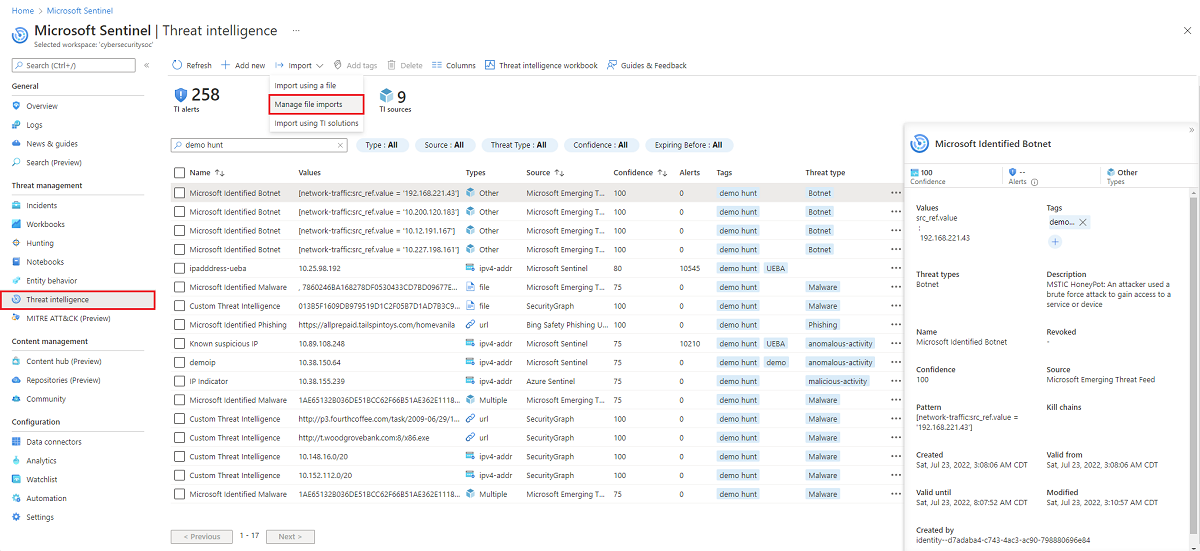 Home > Microsoft Sentinel
Microsoft Sentinel | Threat intelligence ...
Selected workspace: 'cybersecuritysoc'
Search (Ctrl+/) «
General
Overview
Logs
News & guides
Search (Preview)
Threat management
Incidents
Workbooks
Hunting
Notebooks
Entity behavior
Threat intelligence
MITRE ATT&CK (Preview)
Content management
Content hub (Preview)
Repositories (Preview)
Community
Configuration
Data connectors
Analytics
Watchlist
Automation
Settings
Refresh Add new Import Add tags Delete Columns Threat intelligence workbook Guides & Feedback
Import using a file
Manage file imports
Import using TI solutions
258
TI alerts
9
TI sources
demo hunt
Type : All Source : All Threat Type : All Confidence : All Expiring Before : All
Name ↑↓ Values Types Source ↑↓ Confidence ↑↓ Alerts Tags Threat type
Microsoft Identified Botnet [network-traffic:src_ref.value = '192.168.221.43'] Other Microsoft Emerging T... 100 0 demo hunt Botnet ...
Microsoft Identified Botnet [network-traffic:src_ref.value = '10.200.120.183'] Other Microsoft Emerging T... 100 0 demo hunt Botnet ...
Microsoft Identified Botnet [network-traffic:src_ref.value = '10.12.191.167'] Other Microsoft Emerging T... 100 0 demo hunt Botnet ...
Microsoft Identified Botnet [network-traffic:src_ref.value = '10.227.198.161'] Other Microsoft Emerging T... 100 0 demo hunt Botnet ...
ipadddress-ueba 10.25.98.192 ipv4-addr Microsoft Sentinel 80 10545 demo hunt UEBA ...
Microsoft Identified Malware , 7860246BA168278DF0530433CD7BD09677E... file Microsoft Emerging T... 75 0 demo hunt Malware ...
Custom Threat Intelligence 013B5F1609DB979519D1C2F05B7D1AD7B3C9... file SecurityGraph 100 0 demo hunt Malware ...
Microsoft Identified Phishing https://allprepaid.tailspintoys.com/homevanila url Bing Safety Phishing U... 100 0 demo hunt Phishing ...
Known suspicious IP 10.89.108.248 ipv4-addr Microsoft Sentinel 75 10210 demo hunt UEBA anomalous-activity ...
demoip 10.38.150.64 ipv4-addr Microsoft Sentinel 75 0 demo hunt demo anomalous-activity ...
IP Indicator 10.38.155.239 ipv4-addr Azure Sentinel 75 0 demo hunt malicious-activity ...
Microsoft Identified Malware 1AE65132B036DE51BCC62F66B51AE362E1118... Multiple Microsoft Emerging T... 75 0 demo hunt Malware ...
Custom Threat Intelligence http://p3.fourthcoffee.com/task/2009-06/29/1... url SecurityGraph 100 0 demo hunt Malware ...
Custom Threat Intelligence http://t.woodgrovebank.com:8/x86.exe url SecurityGraph 100 0 demo hunt Malware ...
Custom Threat Intelligence 10.148.16.0/20 ipv4-addr SecurityGraph 100 0 demo hunt Malware ...
Custom Threat Intelligence 10.152.112.0/20 ipv4-addr SecurityGraph 100 0 demo hunt Malware ...
Microsoft Identified Malware 1AE65132B036DE51BCC62F66B51AE362E1118... Multiple Microsoft Emerging T... 75 0 demo hunt Malware ...
< Previous 1 - 17 Next >
»
Microsoft Identified Botnet
100 -- Other
Confidence Alerts Types
Values
src_ref.value
:
192.168.221.43
Tags
demo...
Threat types
Botnet
Description
MSTIC HoneyPot: An attacker used a
brute force attack to gain access to a
service or device
Name
Microsoft Identified Botnet
Revoked
-
Confidence
100
Source
Microsoft Emerging Threat Feed
Pattern
[network-traffic:src_ref.value =
'192.168.221.43']
Kill chains
Created
Sat, Jul 23, 2022, 3:08:06 AM CDT
Valid from
Sat, Jul 23, 2022, 3:08:06 AM CDT
Valid until
Sat, Jul 23, 2022, 8:07:52 AM CDT
Modified
Sat, Jul 23, 2022, 3:10:57 AM CDT
Created by
identity--d7adaba4-c743-4ac3-ac90-798880696e84